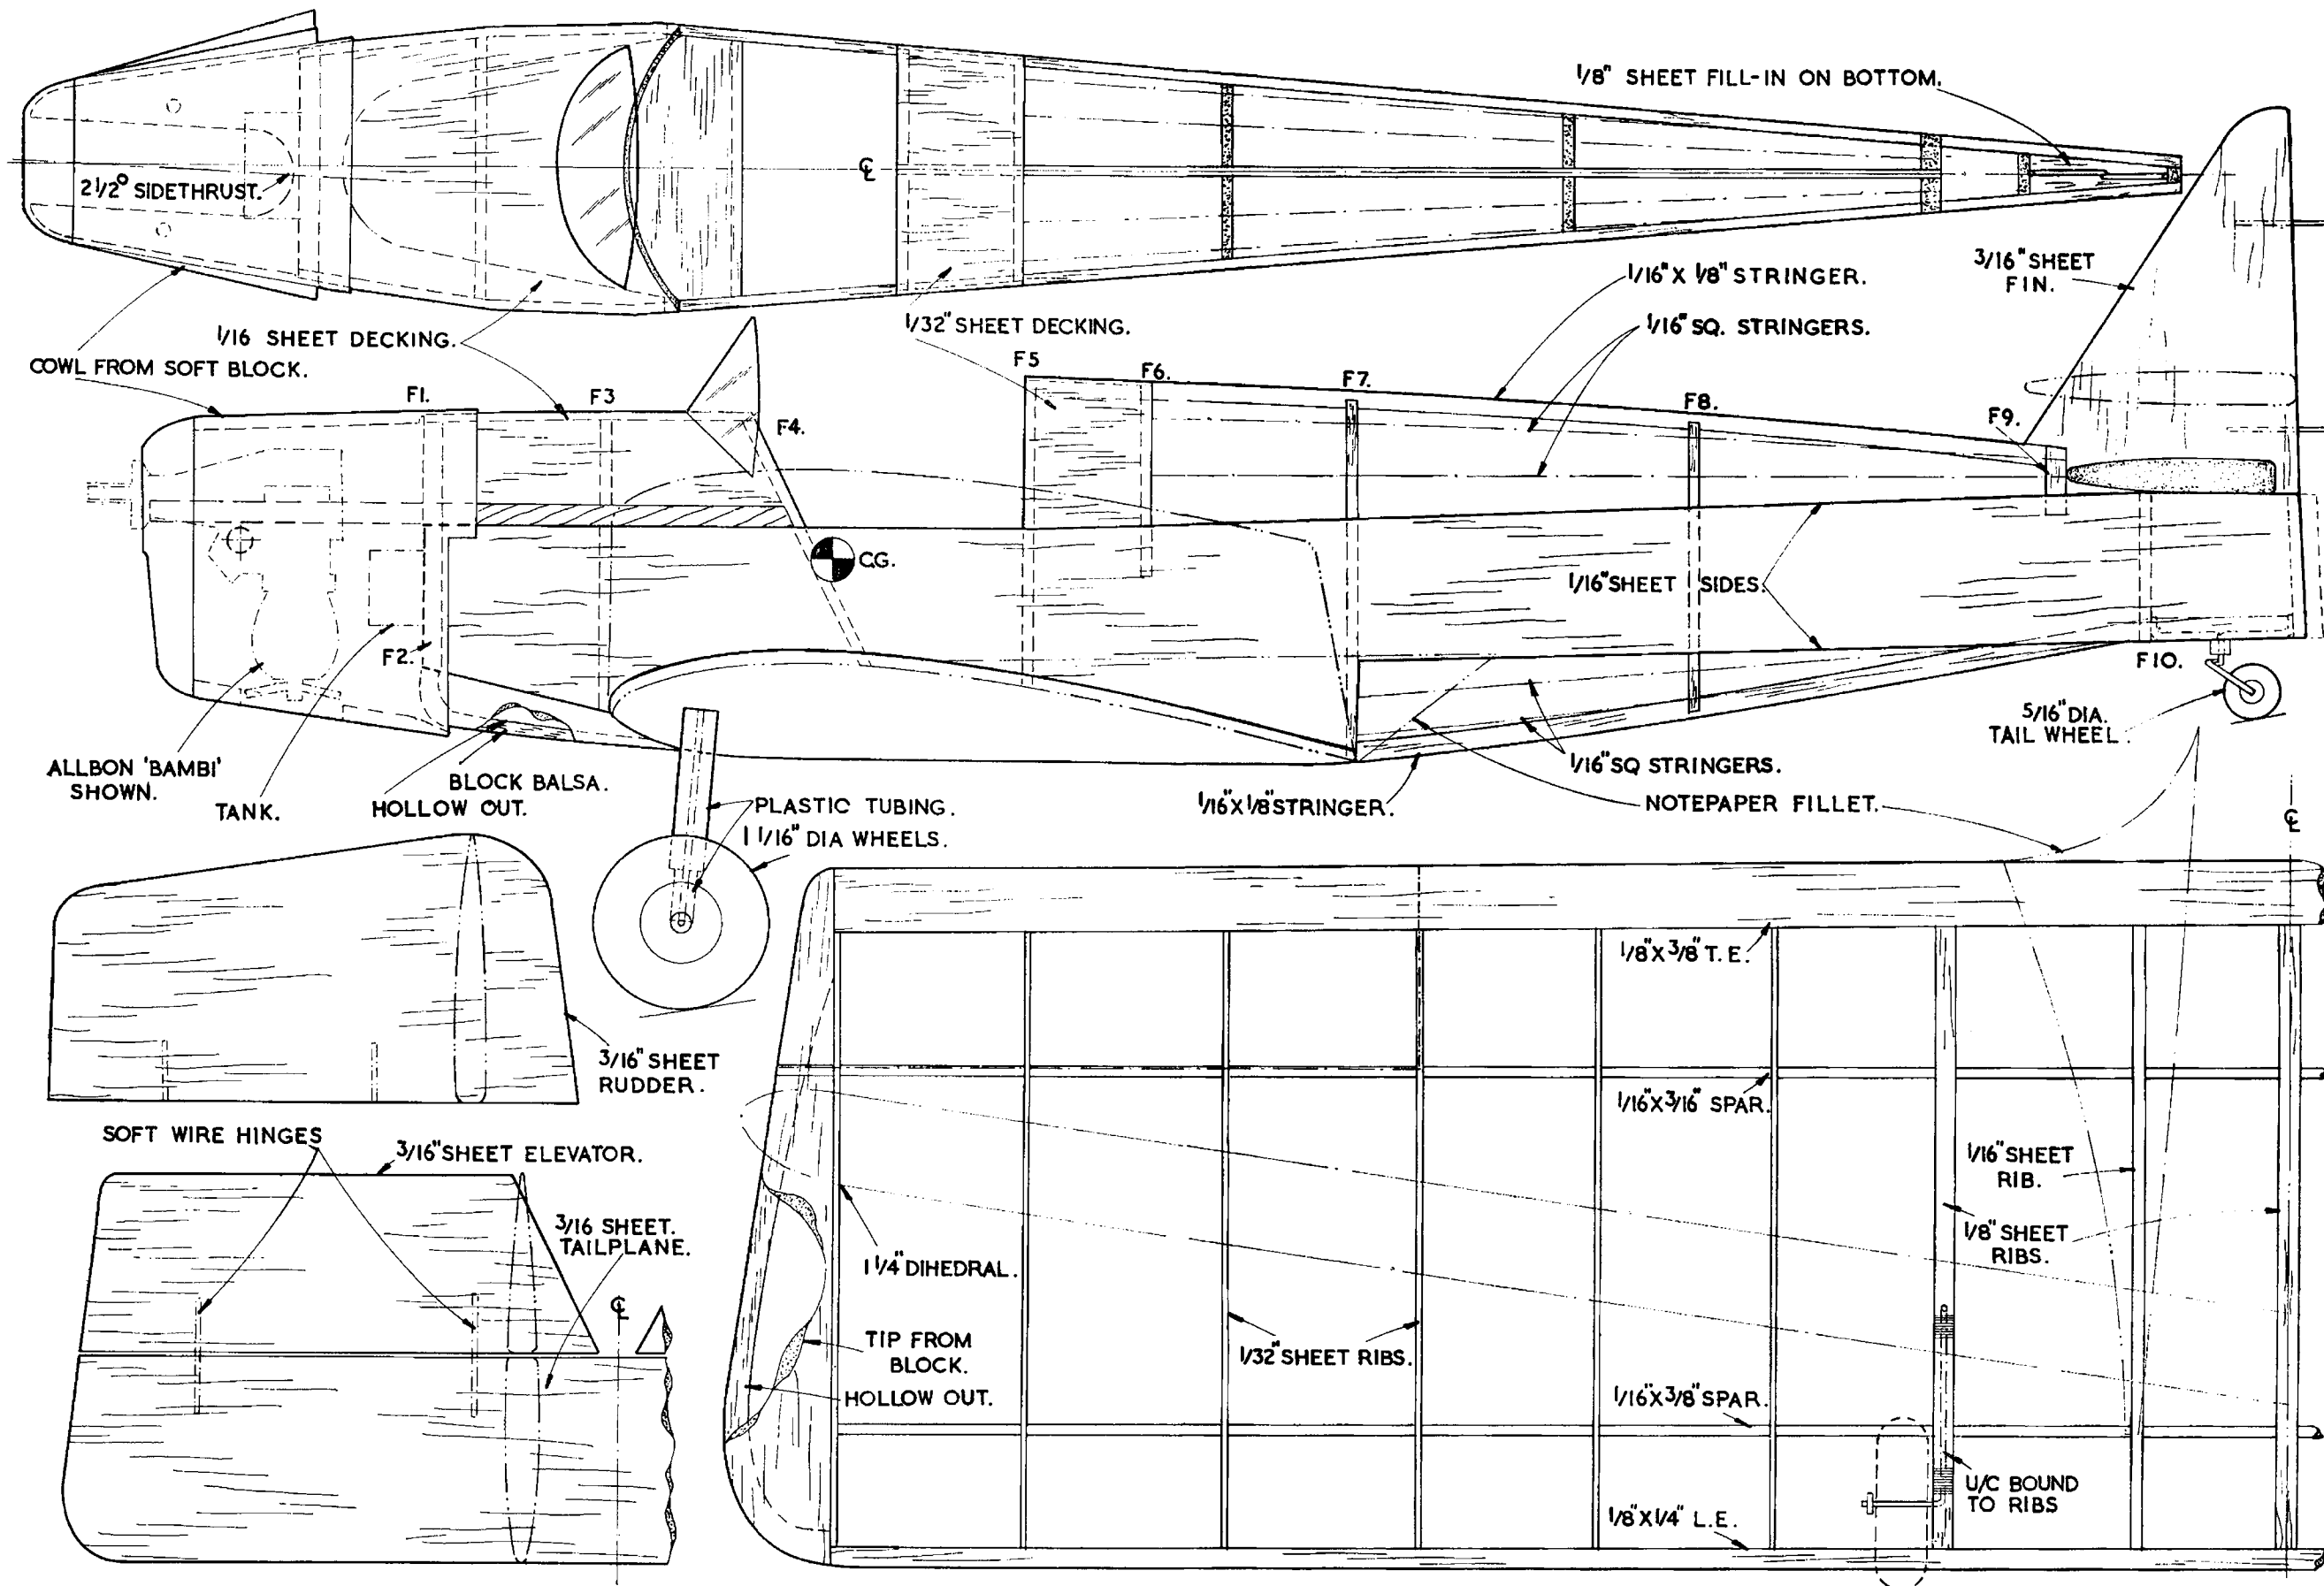 1/8" SHEET FILL-IN ON BOTTOM.
℄
2 1/2° SIDETHRUST.
3/16" SHEET
FIN.
1/16" X 1/8" STRINGER.
1/16" SQ. STRINGERS.
1/32" SHEET DECKING.
1/16 SHEET DECKING.
COWL FROM SOFT BLOCK.
F1.
F3
F4.
F5
F6.
F7.
F8.
F9.
C.G.
1/16" SHEET SIDES.
F2.
F10.
5/16" DIA.
TAIL WHEEL.
ALLBON 'BAMBI'
SHOWN.
TANK.
BLOCK BALSA.
HOLLOW OUT.
PLASTIC TUBING.
1 1/16" DIA WHEELS.
1/16" SQ STRINGERS.
1/16" X 1/8" STRINGER.
NOTEPAPER FILLET.
℄
1/8" X 3/8" T.E.
3/16" SHEET
RUDDER.
1/16" X 3/16" SPAR.
SOFT WIRE HINGES
3/16" SHEET ELEVATOR.
1/16" SHEET
RIB.
3/16 SHEET.
TAILPLANE.
1/8" SHEET
RIBS.
1 1/4" DIHEDRAL.
℄
TIP FROM
BLOCK.
1/32" SHEET RIBS.
HOLLOW OUT.
1/16" X 3/8" SPAR.
U/C BOUND
TO RIBS
1/8" X 1/4" L.E.